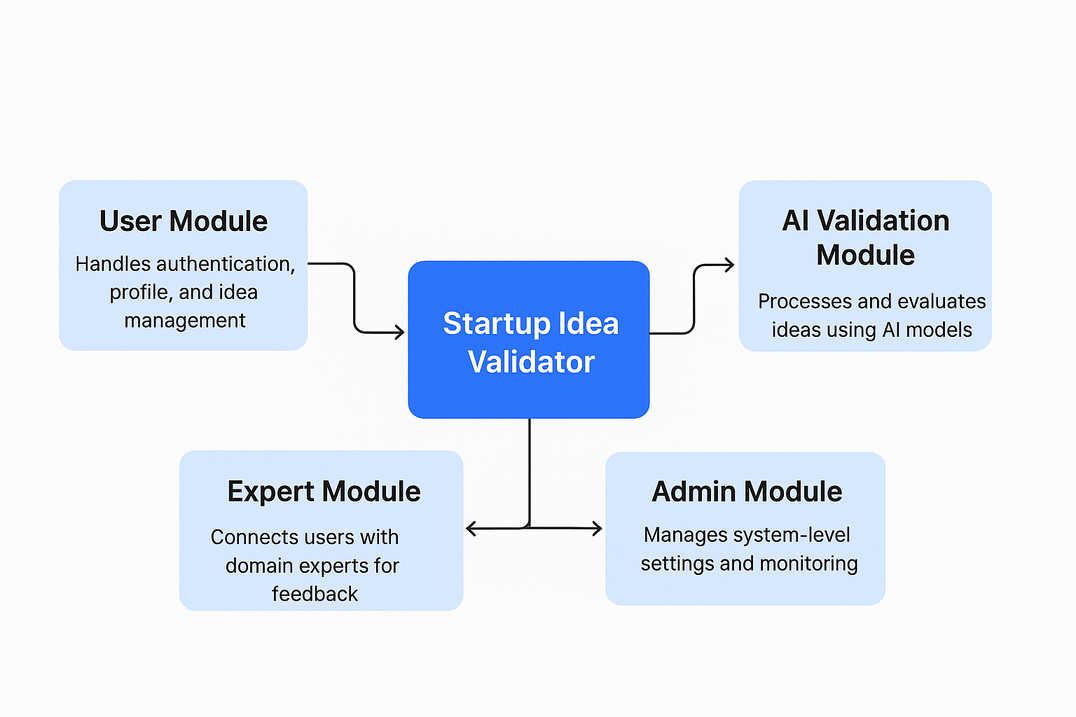 User Module
Handles authentication,
profile, and idea
management
Startup Idea
Validator
AI Validation
Module
Processes and evaluates
ideas using AI models
Expert Module
Connects users with
domain experts for
feedback
Admin Module
Manages system-level
settings and monitoring